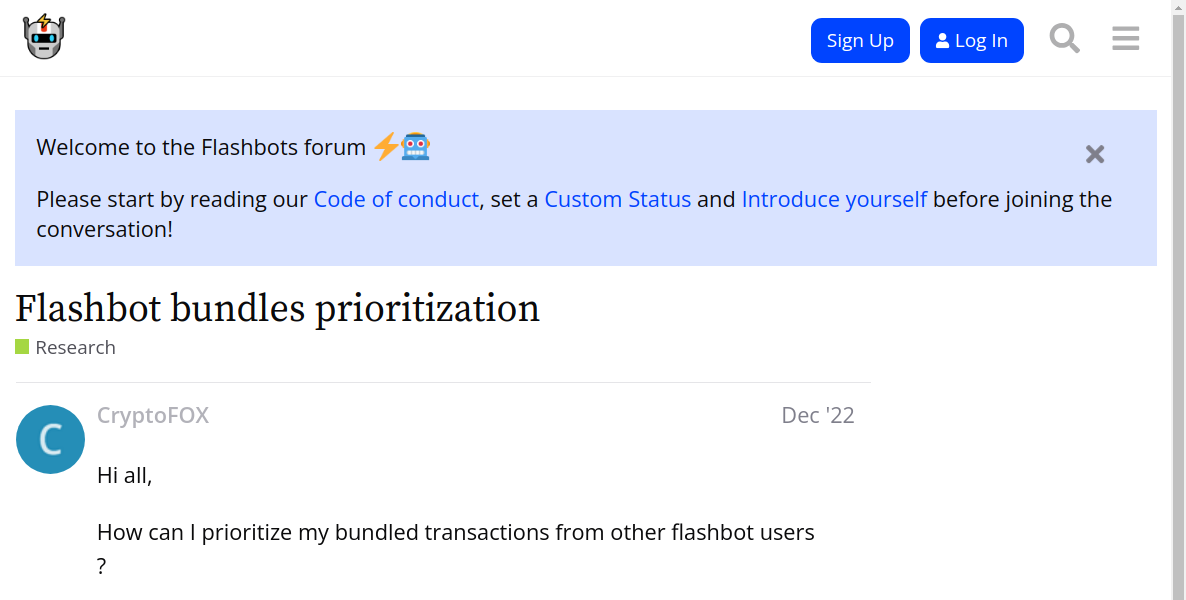 Sign Up
Log In
Welcome to the Flashbots forum
Please start by reading our Code of conduct, set a Custom Status and Introduce yourself before joining the
conversation!
Flashbot bundles prioritization
Research
C
CryptoFOX
Dec '22
Hi all,
How can I prioritize my bundled transactions from other flashbot users
?